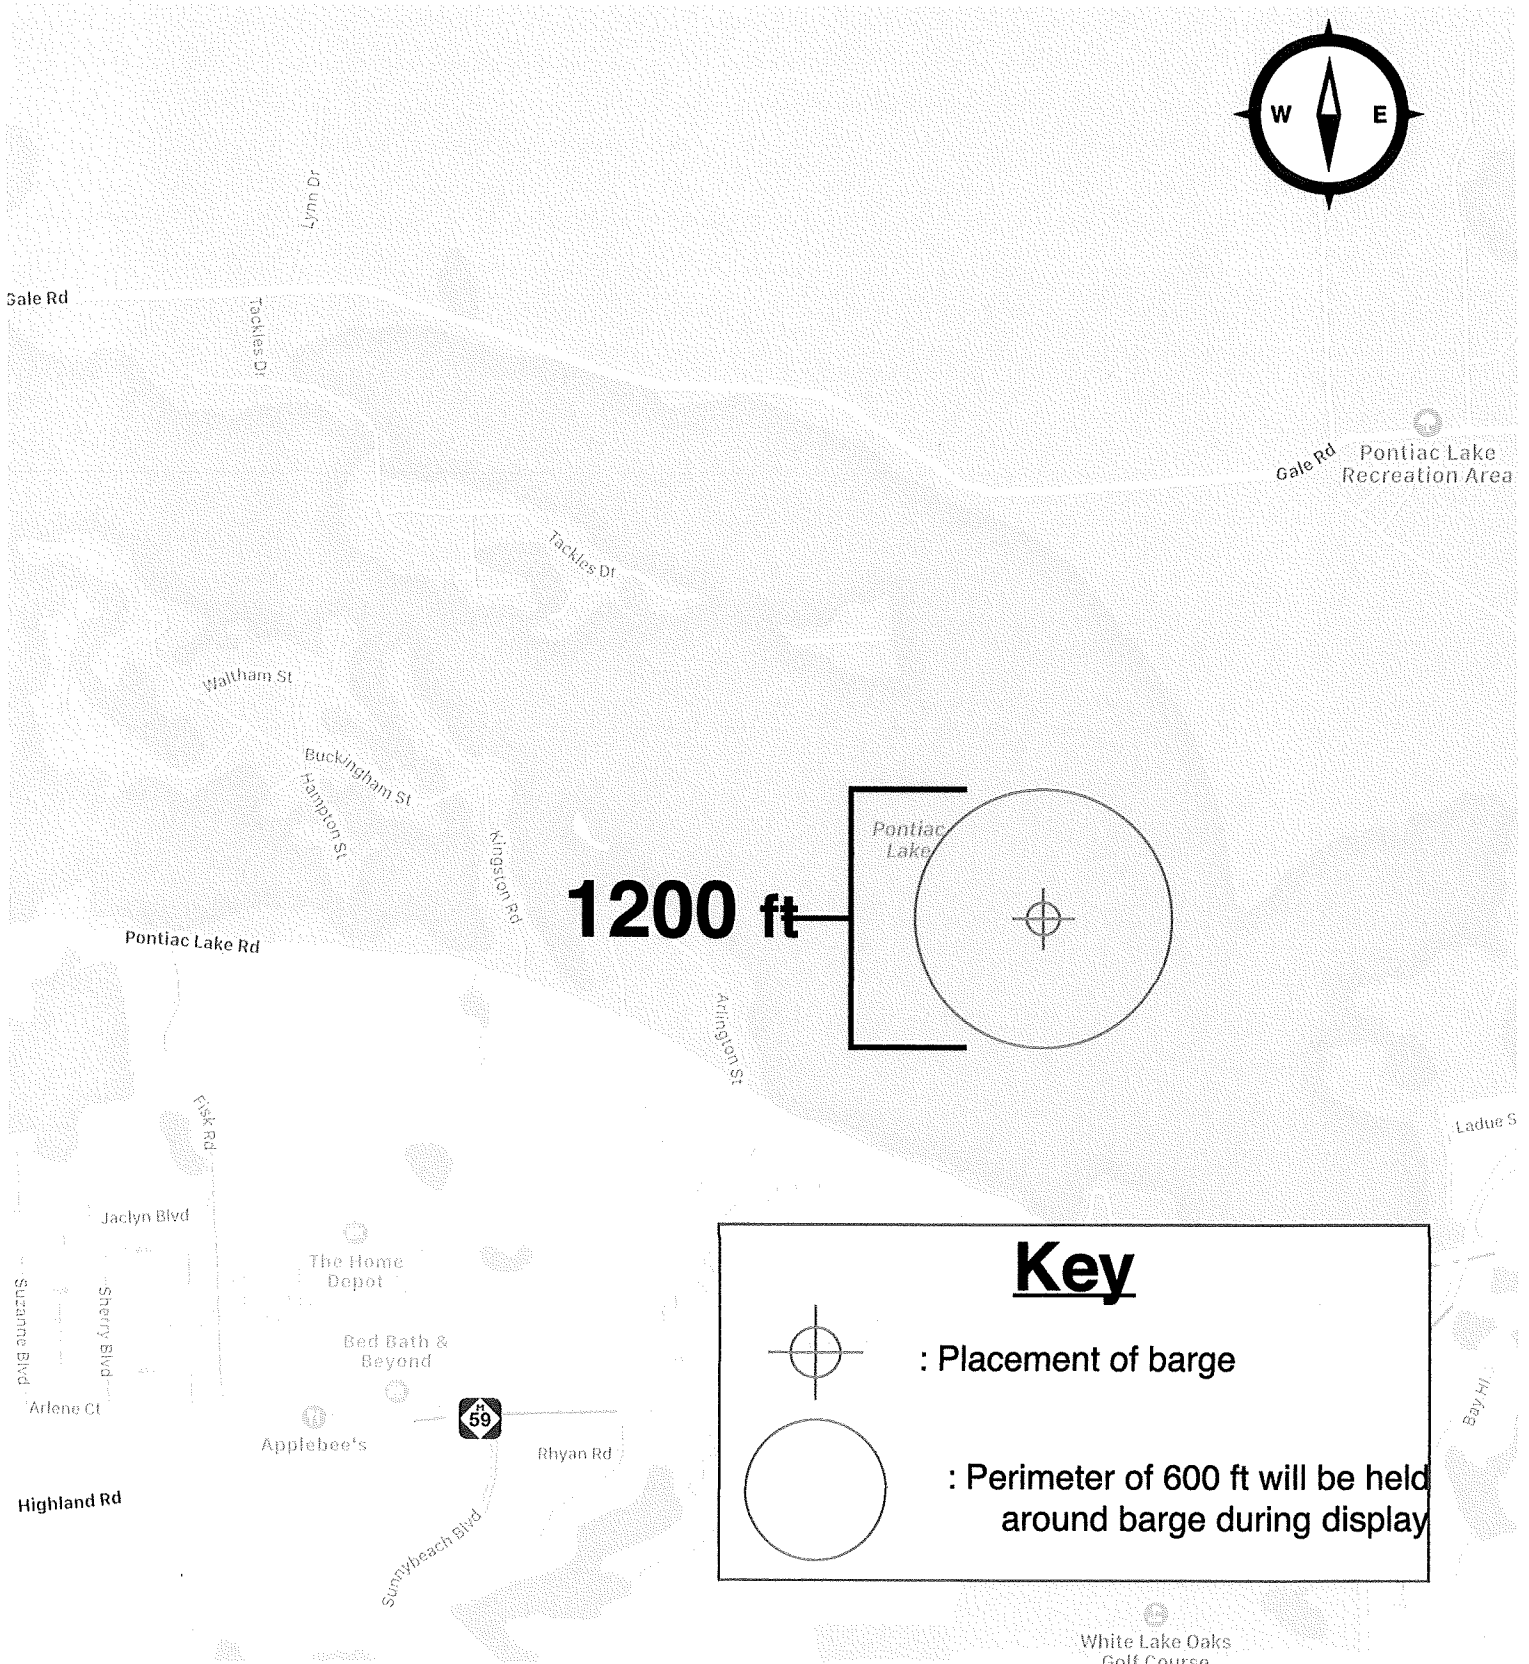 W E
Lynn Dr
Gale Rd
Tackles Dr
Gale Rd
Pontiac Lake
Recreation Area
Tackles Dr
Waltham St
Buckingham St
Hampton St
Kingston Rd
Pontiac
Lake
1200 ft
Pontiac Lake Rd
Arlington St
Fisk Rd
Ladue S
Jaclyn Blvd
The Home
Depot
Suzanne Blvd
Sherry Blvd
Bed Bath &
Beyond
Arlene Ct
Applebee's
M
59
Rhyan Rd
Highland Rd
Sunnybeach Blvd
Key
: Placement of barge
: Perimeter of 600 ft will be held
around barge during display
Bay Hl
White Lake Oaks
Golf Course